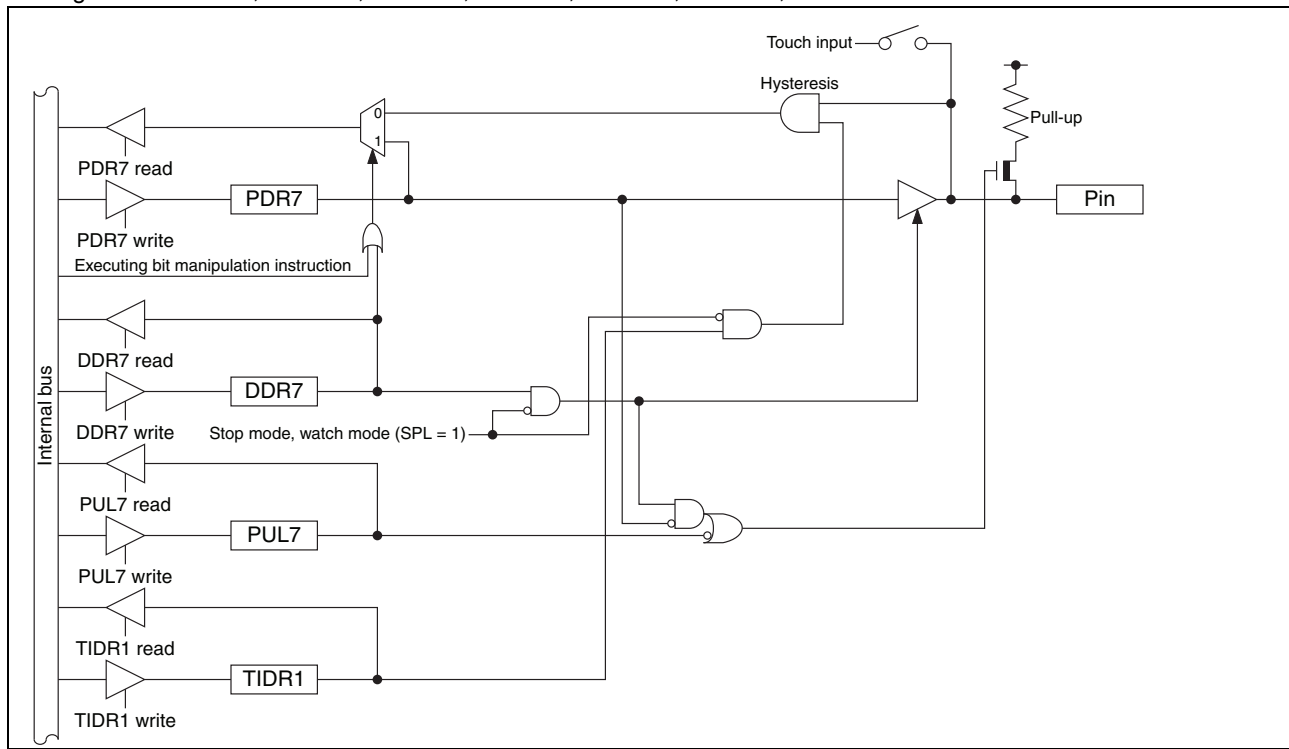 Touch input
Hysteresis
0
1
Pull-up
PDR7 read
PDR7
Pin
PDR7 write
Executing bit manipulation instruction
DDR7 read
DDR7
DDR7 write
Stop mode, watch mode (SPL = 1)
Internal bus
PUL7 read
PUL7
PUL7 write
TIDR1 read
TIDR1
TIDR1 write